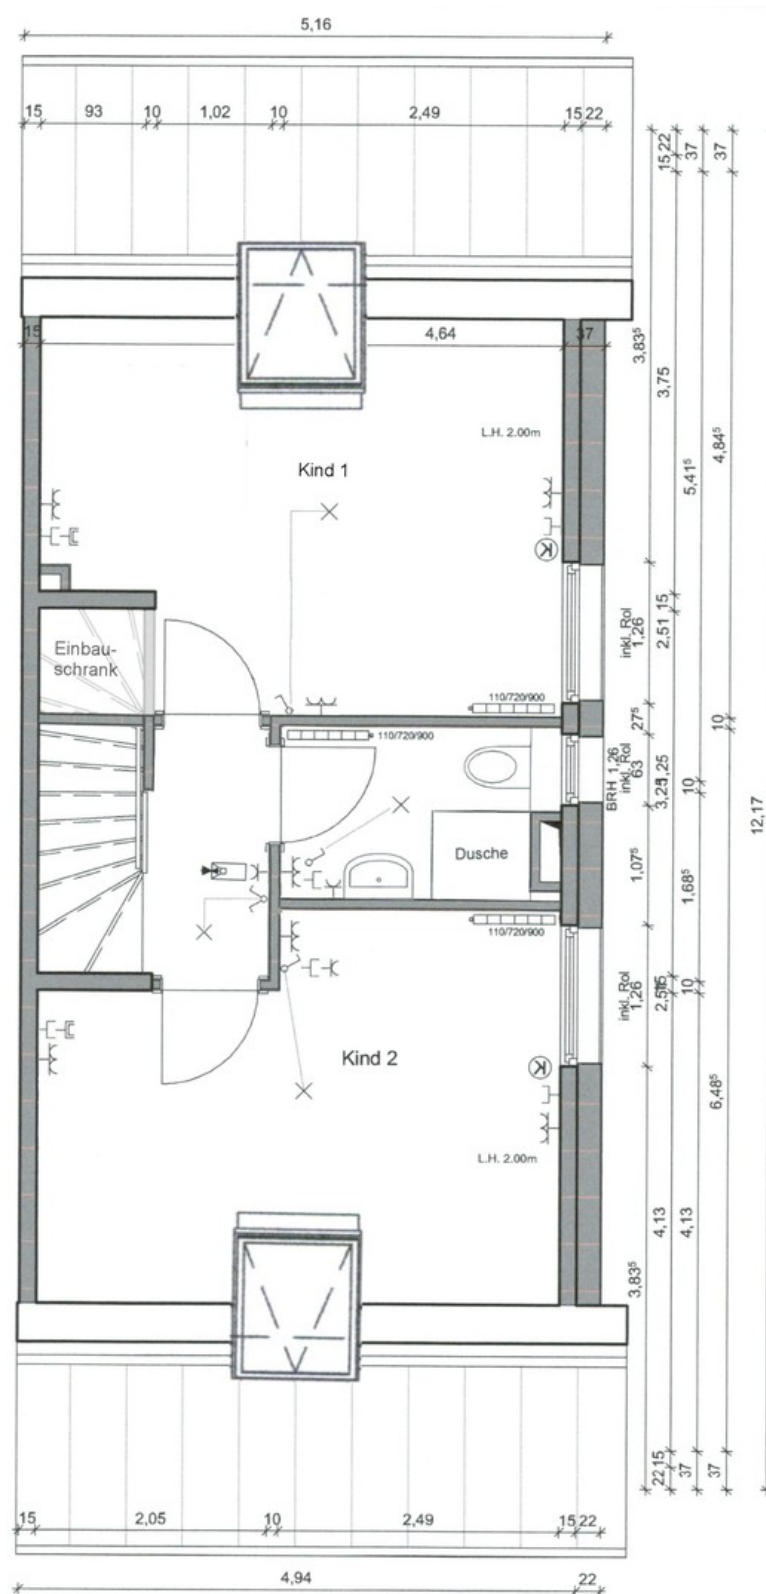 5,16
15 93 10 1,02 10 2,49 15 22
15 22
37
37
15 4,64 37
3,83⁵
3,75
5,41⁵
4,84⁵
L.H. 2.00m
Kind 1
Einbau-
schrank
inkl. Rol
1,26
2,51
15
110/720/900
27⁵
10
110/720/900
BRH 1,26
inkl. Rol
63
10
12,17
Dusche
1,07⁵
1,68⁵
110/720/900
inkl. Rol
1,26
10
Kind 2
6,48⁵
L.H. 2.00m
4,13
4,13
3,83⁵
22 15
37
37
15 2,05 10 2,49 15 22
4,94 22